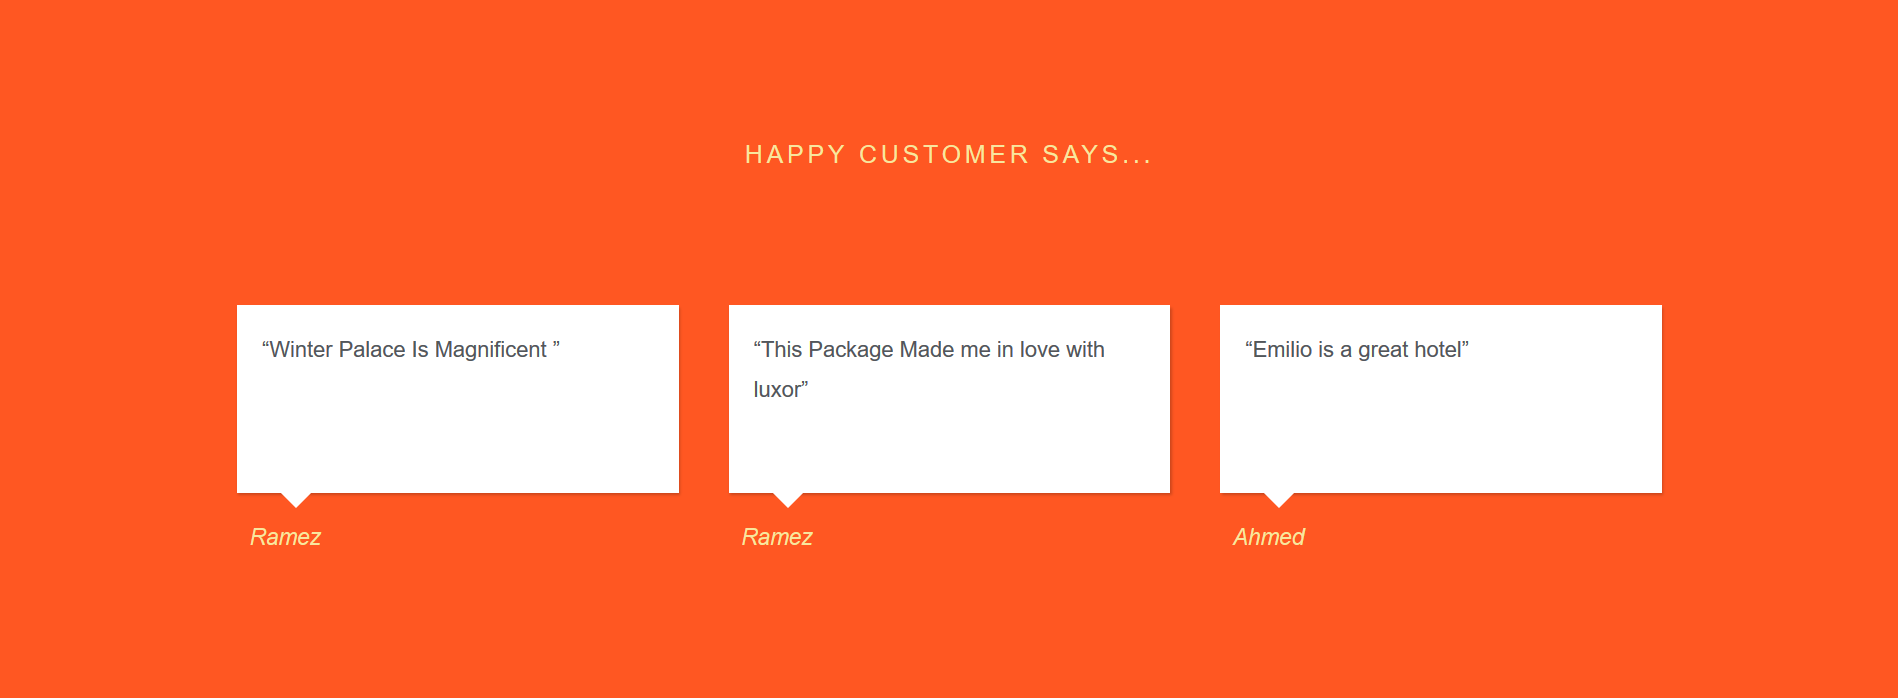 HAPPY CUSTOMER SAYS...
“Winter Palace Is Magnificent ”
Ramez
“This Package Made me in love with
luxor”
Ramez
“Emilio is a great hotel”
Ahmed